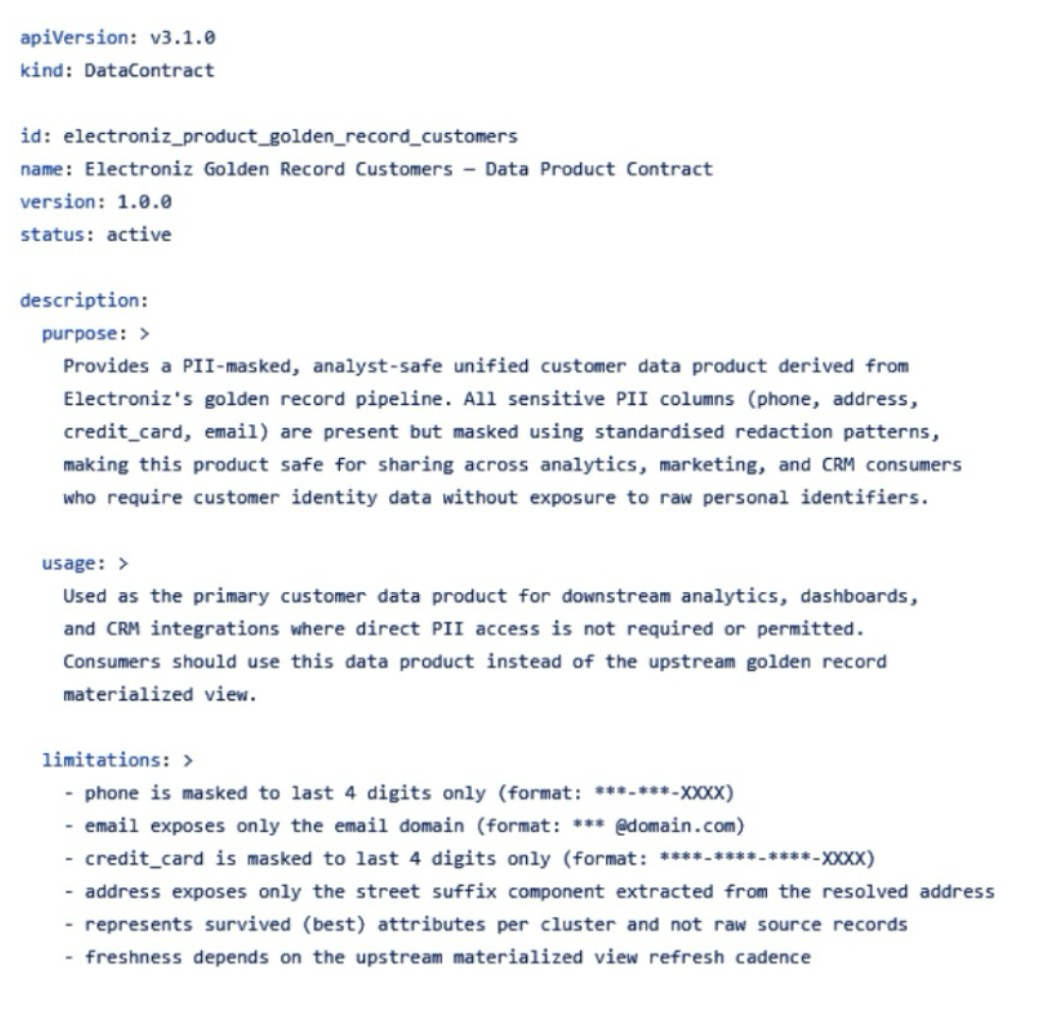 apiVersion: v3.1.0
kind: DataContract
id: electroniz_product_golden_record_customers
name: Electroniz Golden Record Customers – Data Product Contract
version: 1.0.0
status: active
description:
purpose: >
Provides a PII-masked, analyst-safe unified customer data product derived from
Electroniz's golden record pipeline. All sensitive PII columns (phone, address,
credit_card, email) are present but masked using standardised redaction patterns,
making this product safe for sharing across analytics, marketing, and CRM consumers
who require customer identity data without exposure to raw personal identifiers.
usage: >
Used as the primary customer data product for downstream analytics, dashboards,
and CRM integrations where direct PII access is not required or permitted.
Consumers should use this data product instead of the upstream golden record
materialized view.
limitations: >
- phone is masked to last 4 digits only (format: ***-***-XXXX)
- email exposes only the email domain (format: *** @domain.com)
- credit_card is masked to last 4 digits only (format: ****-****-****-XXXX)
- address exposes only the street suffix component extracted from the resolved address
- represents survived (best) attributes per cluster and not raw source records
- freshness depends on the upstream materialized view refresh cadence